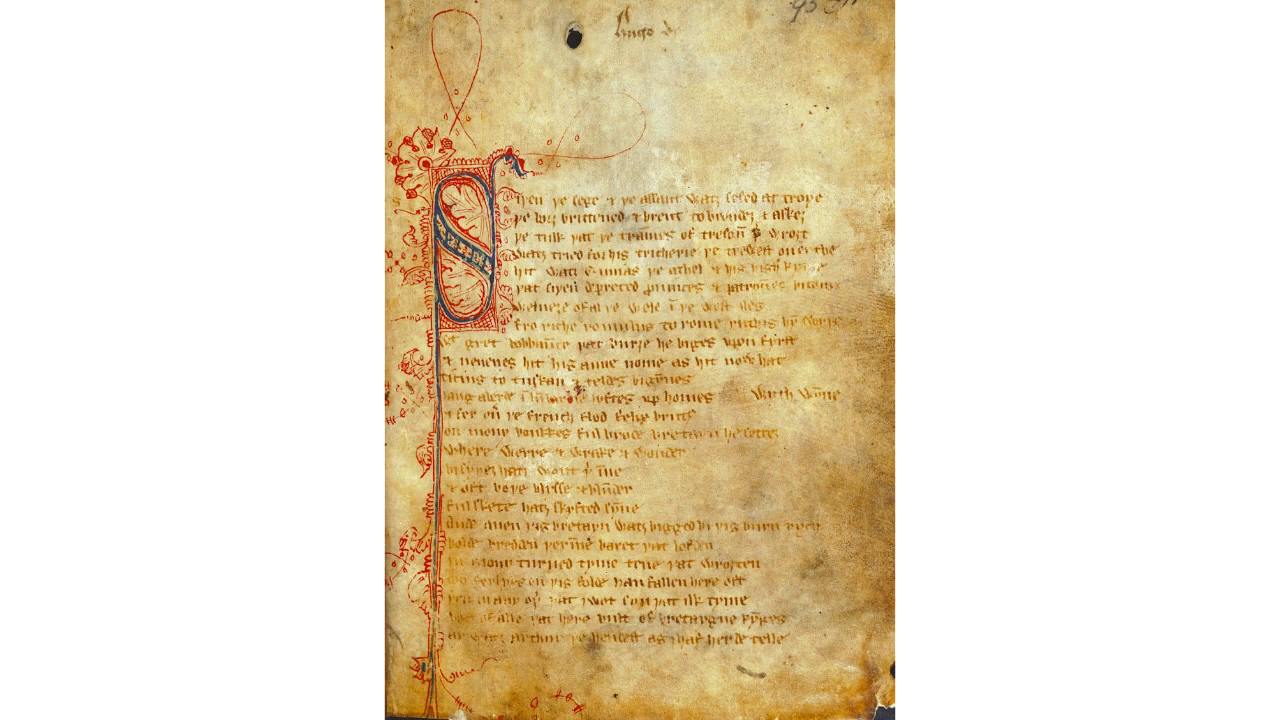 Hugo de
Siþen þe sege & þe assaut watz sesed at troye
þe borȝ brittened & brent to brondeȝ & askez
þe tulk þat þe trammes of tresoun þer wroȝt
watz tried for his tricherie þe trewest on erthe
hit watz Ennias þe athel & his highe kynde
þat siþen depreced prouinces & patrounes bicome
welneȝe of al þe wele in þe west iles
fro riche romulus to rome ricchis hym swyþe
gret bobbaunce þat burȝe he biges vpon fyrst
& neuenes hit his aune nome as hit now hat
ticius to tuskan & teldes bigynnes
langaberde in lumbardie lyftes vp homes wyth wynne
& fer ouer þe french flod felix brutus
on mony bonkkes ful brode bretayn he settez
where werre & wrake & wonder
bi syþez hatz wont þer inne
& oft boþe blysse & blunder
ful skete hatz skyfted synne
Ande quen þis bretayn watz bigged bi þis burn rych
bolde bredden þer inne baret þat lofden
in mony turned tyme tene þat wroȝten
mo ferlyes on þis folde han fallen here oft
þen in any oþer þat I wot syn þat ilk tyme
bot of alle þat here bult of bretaygne kynges
ay watz arthur þe hendest as I haf herde telle